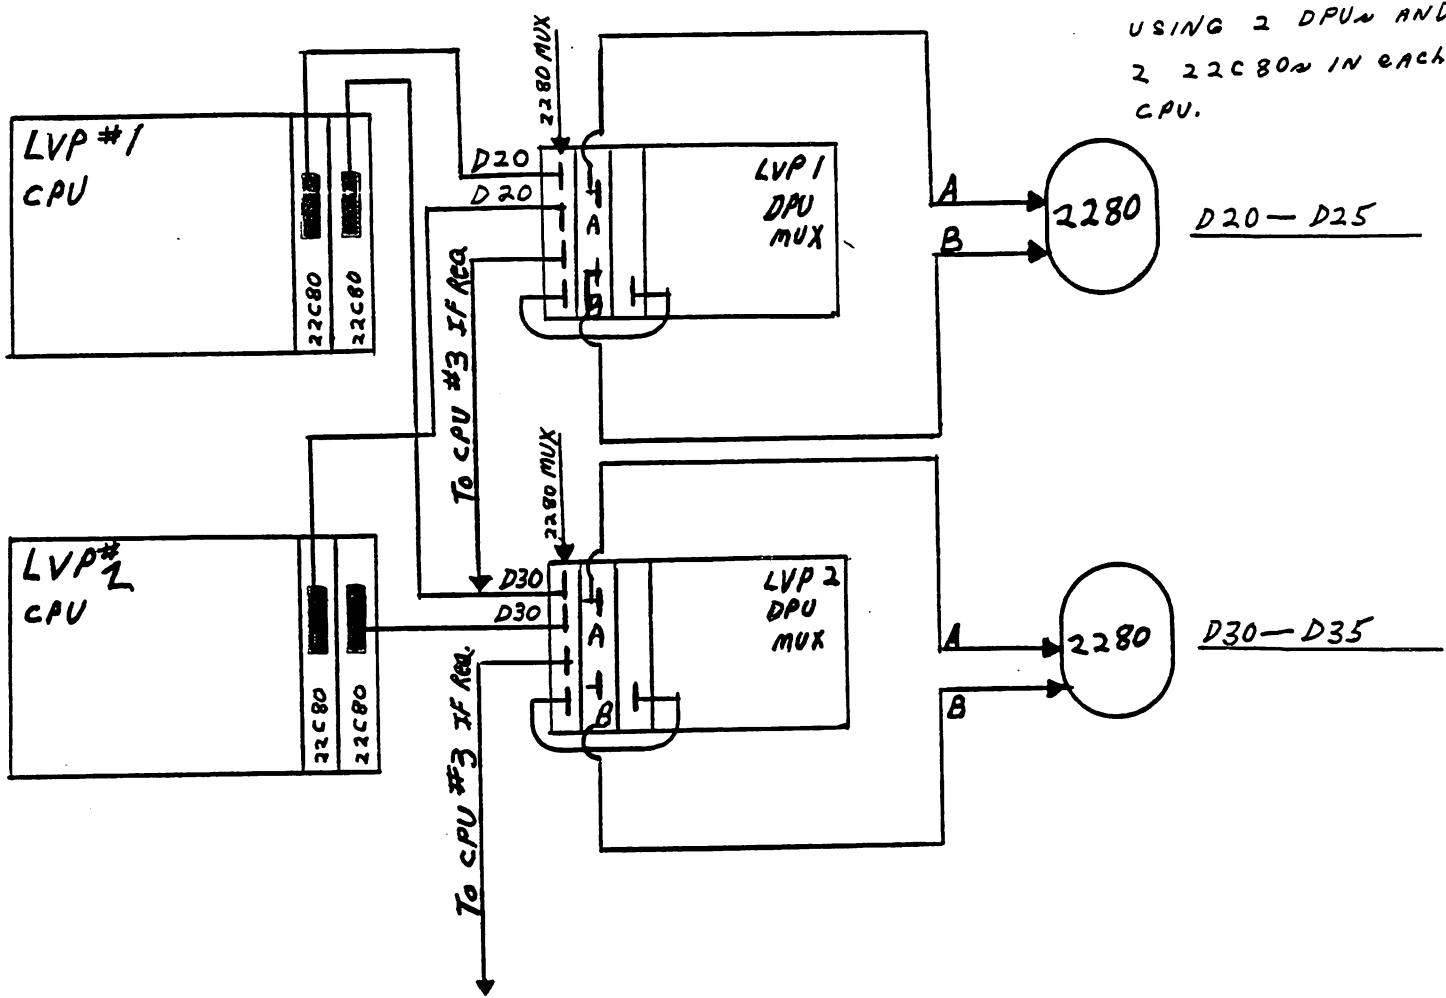 USING 2 DPUs AND
2 22C80s IN EACH
CPU.
2280 MUX
LVP #1
CPU
22C80
22C80
D20
D20
A
B
LVP 1
DPU
MUX
A
B
2280
D20 — D25
To CPU #3 IF Req
2280 MUX
LVP #2
CPU
22C80
22C80
D30
D30
A
B
LVP 2
DPU
MUX
A
B
2280
D30 — D35
To CPU #3 IF Req.